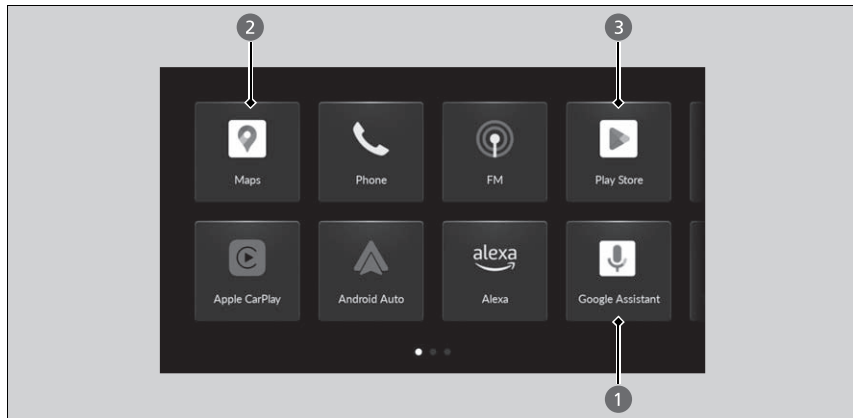 2 3
Maps Phone FM Play Store
alexa
Apple CarPlay Android Auto Alexa Google Assistant
1